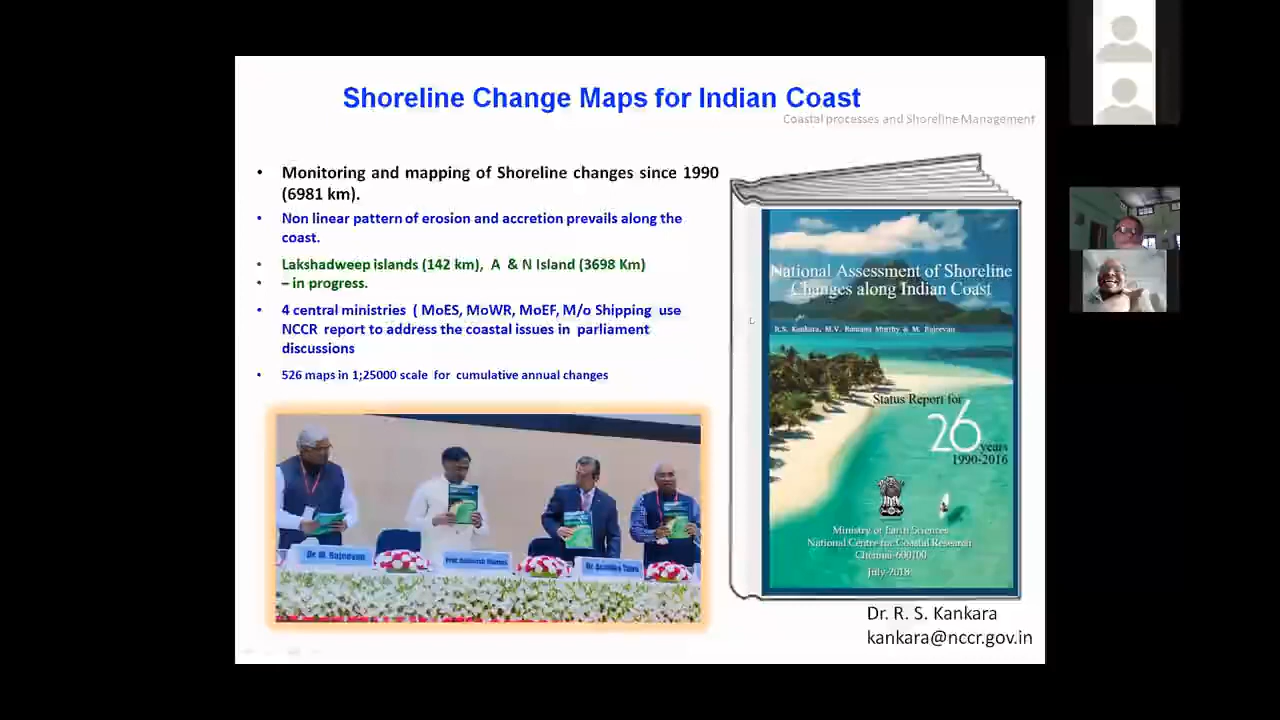 Shoreline Change Maps for Indian Coast
Coastal processes and Shoreline Management
• Monitoring and mapping of Shoreline changes since 1990
(6981 km).
• Non linear pattern of erosion and accretion prevails along the
coast.
• Lakshadweep islands (142 km), A & N Island (3698 Km)
• – in progress.
• 4 central ministries ( MoES, MoWR, MoEF, M/o Shipping use
NCCR report to address the coastal issues in parliament
discussions
• 526 maps in 1;25000 scale for cumulative annual changes
Dr. M. Rajeevan
National Assessment of Shoreline
Changes along Indian Coast
R.S. Kankara, M.V. Ramana Murthy & M. Rajeevan
Status Report for
26
years
1990-2016
Ministry of Earth Sciences
National Centre for Coastal Research
Chennai-600100
July-2018
Dr. R. S. Kankara
kankara@nccr.gov.in